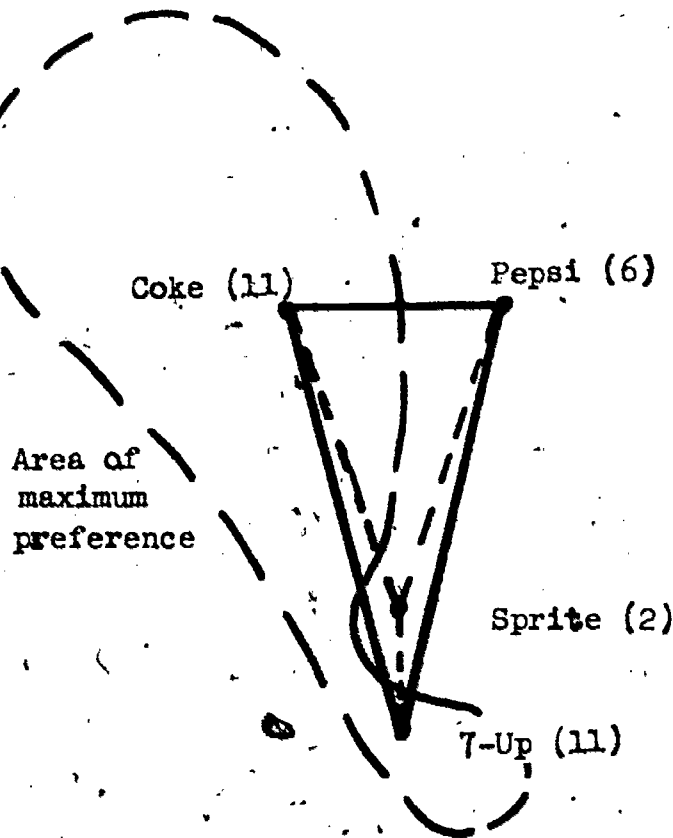 Coke (11)
Pepsi (6)
Area of
maximum
preference
Sprite (2)
7-Up (11)